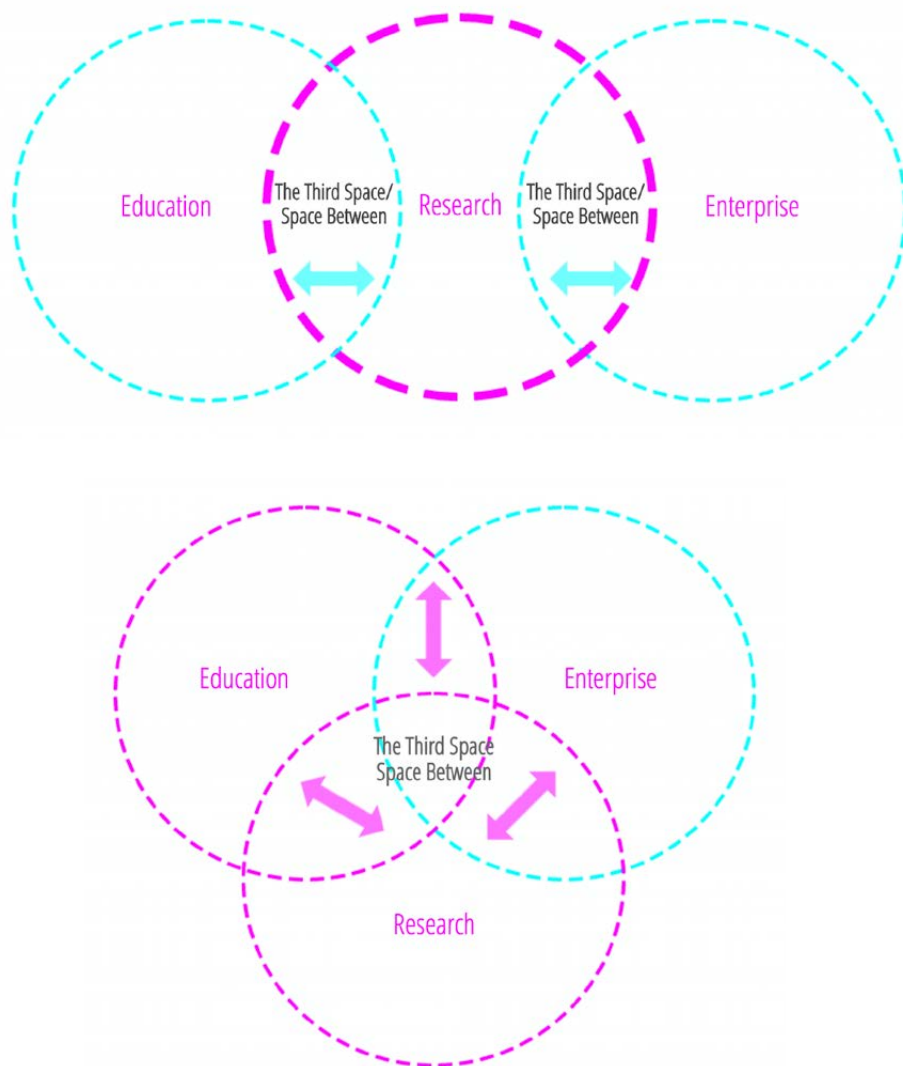 Education
The Third Space/
Space Between
Research
The Third Space/
Space Between
Enterprise
Education
Enterprise
The Third Space
Space Between
Research